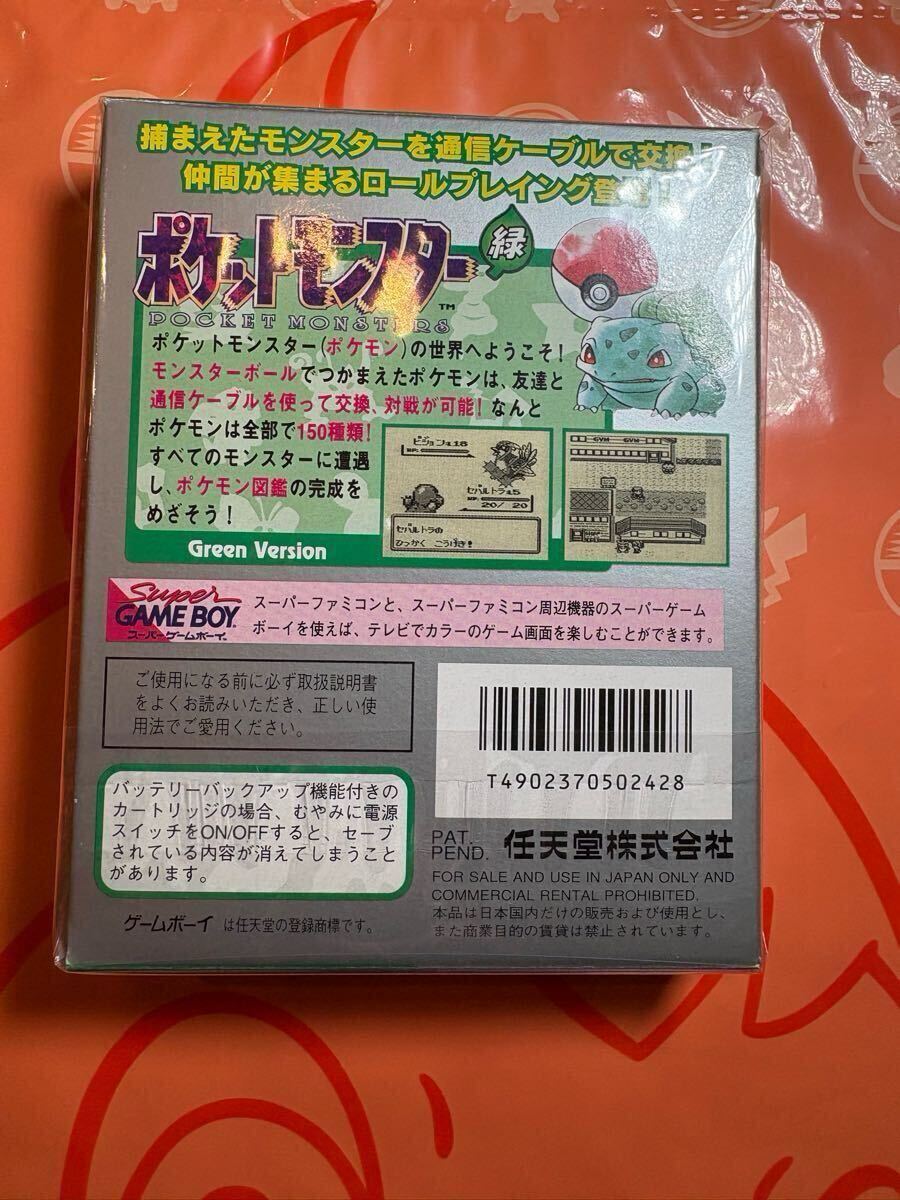 捕まえたモンスターを通信ケーブルで交換!
仲間が集まるロールプレイング登場!
ポケットモンスター 緑
TM
POCKET MONSTERS
ポケットモンスター(ポケモン)の世界へようこそ!
モンスターボールでつかまえたポケモンは、友達と
通信ケーブルを使って交換、対戦が可能!なんと
ポケモンは全部で150種類!
すべてのモンスターに遭遇
し、ポケモン図鑑の完成を
めざそう!
Green Version
ピジョン :L18
HP:
セバルトラ :L5
HP:
20/ 20
セバルトラの
ひっかく こうげき!
GYM GYM
Super
GAME BOY
スーパーゲームボーイ
スーパーファミコンと、スーパーファミコン周辺機器のスーパーゲーム
ボーイを使えば、テレビでカラーのゲーム画面を楽しむことができます。
ご使用になる前に必ず取扱説明書
をよくお読みいただき、正しい使
用法でご愛用ください。
T4902370502428
バッテリーバックアップ機能付きの
カートリッジの場合、むやみに電源
スイッチをON/OFFすると、セーブ
されている内容が消えてしまうこと
があります。
PAT.
PEND. 任天堂株式会社
FOR SALE AND USE IN JAPAN ONLY AND
COMMERCIAL RENTAL PROHIBITED.
本品は日本国内だけの販売および使用とし、
また商業目的の賃貸は禁止されています。
ゲームボーイ は任天堂の登録商標です。